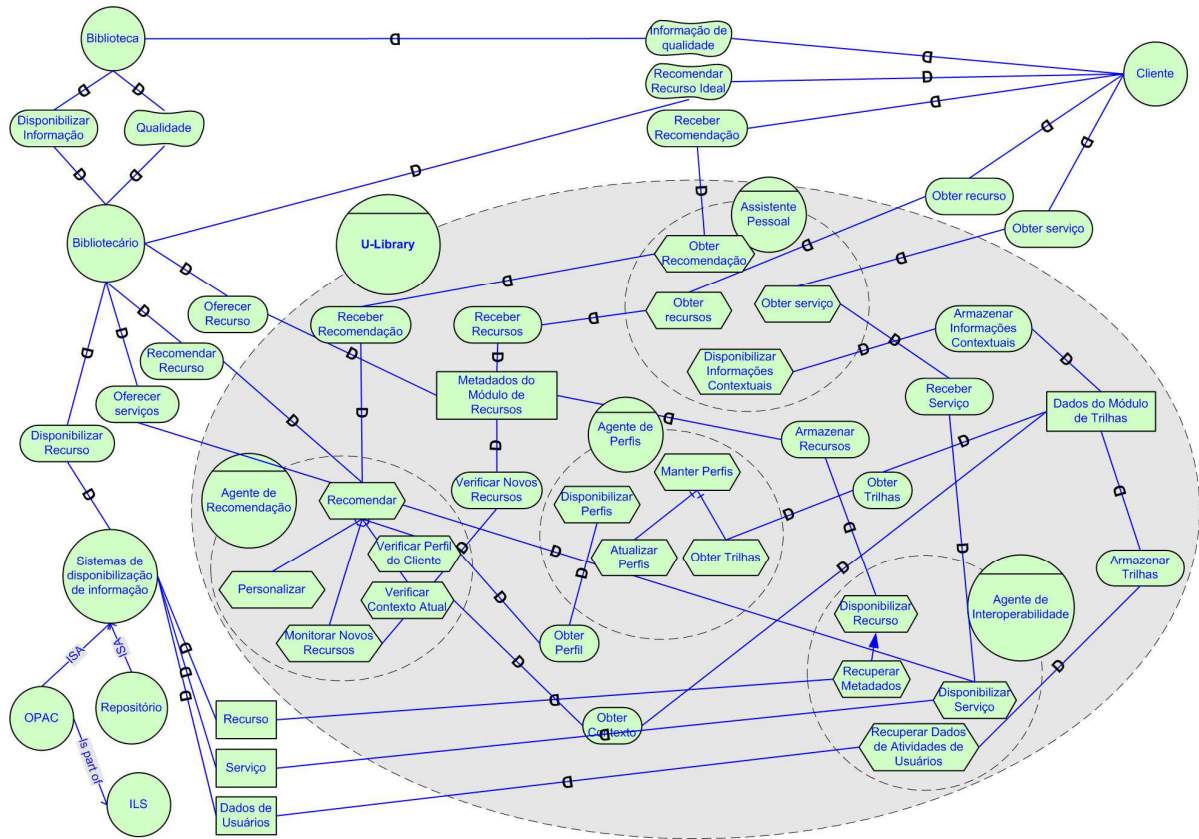 Biblioteca
D
Informação de
qualidade
D
Cliente
D
D
Recomendar
Recurso Ideal
D
Disponibilizar
Informação
Qualidade
Receber
Recomendação
D
D
D
D
D
D
D
Obter recurso
Obter serviço
Bibliotecário
U-Library
Assistente
Pessoal
D
Obter
Recomendação
D
D
D
Oferecer
Recurso
D
Receber
Recomendação
Receber
Recursos
D
Obter
recursos
Obter serviço
Armazenar
Informações
Contextuais
D
D
D
Recomendar
Recurso
D
D
D
D
D
Disponibilizar
Informações
Contextuais
Oferecer
serviços
Metadados do
Módulo de
Recursos
Receber
Serviço
Dados do Módulo
de Trilhas
D
D
D
Disponibilizar
Recurso
Agente de
Perfis
Armazenar
Recursos
D
D
Agente de
Recomendação
Recomendar
Verificar Novos
Recursos
Disponibilizar
Perfis
Manter Perfis
Obter
Trilhas
D
D
D
D
D
Sistemas de
disponibilização
de informação
Verificar Perfil
do Cliente
D
D
Atualizar
Perfis
Obter Trilhas
D
Armazenar
Trilhas
Personalizar
Verificar
Contexto Atual
D
D
D
Disponibilizar
Recurso
Agente de
Interoperabilidade
Monitorar Novos
Recursos
Obter
Perfil
ISA
ISA
D
D
D
D
D
Recuperar
Metadados
Disponibilizar
Serviço
OPAC
Repositório
Recurso
D
Obter
Contexto
D
Recuperar Dados
de Atividades de
Usuários
Is part of
Serviço
D
ILS
Dados de
Usuários